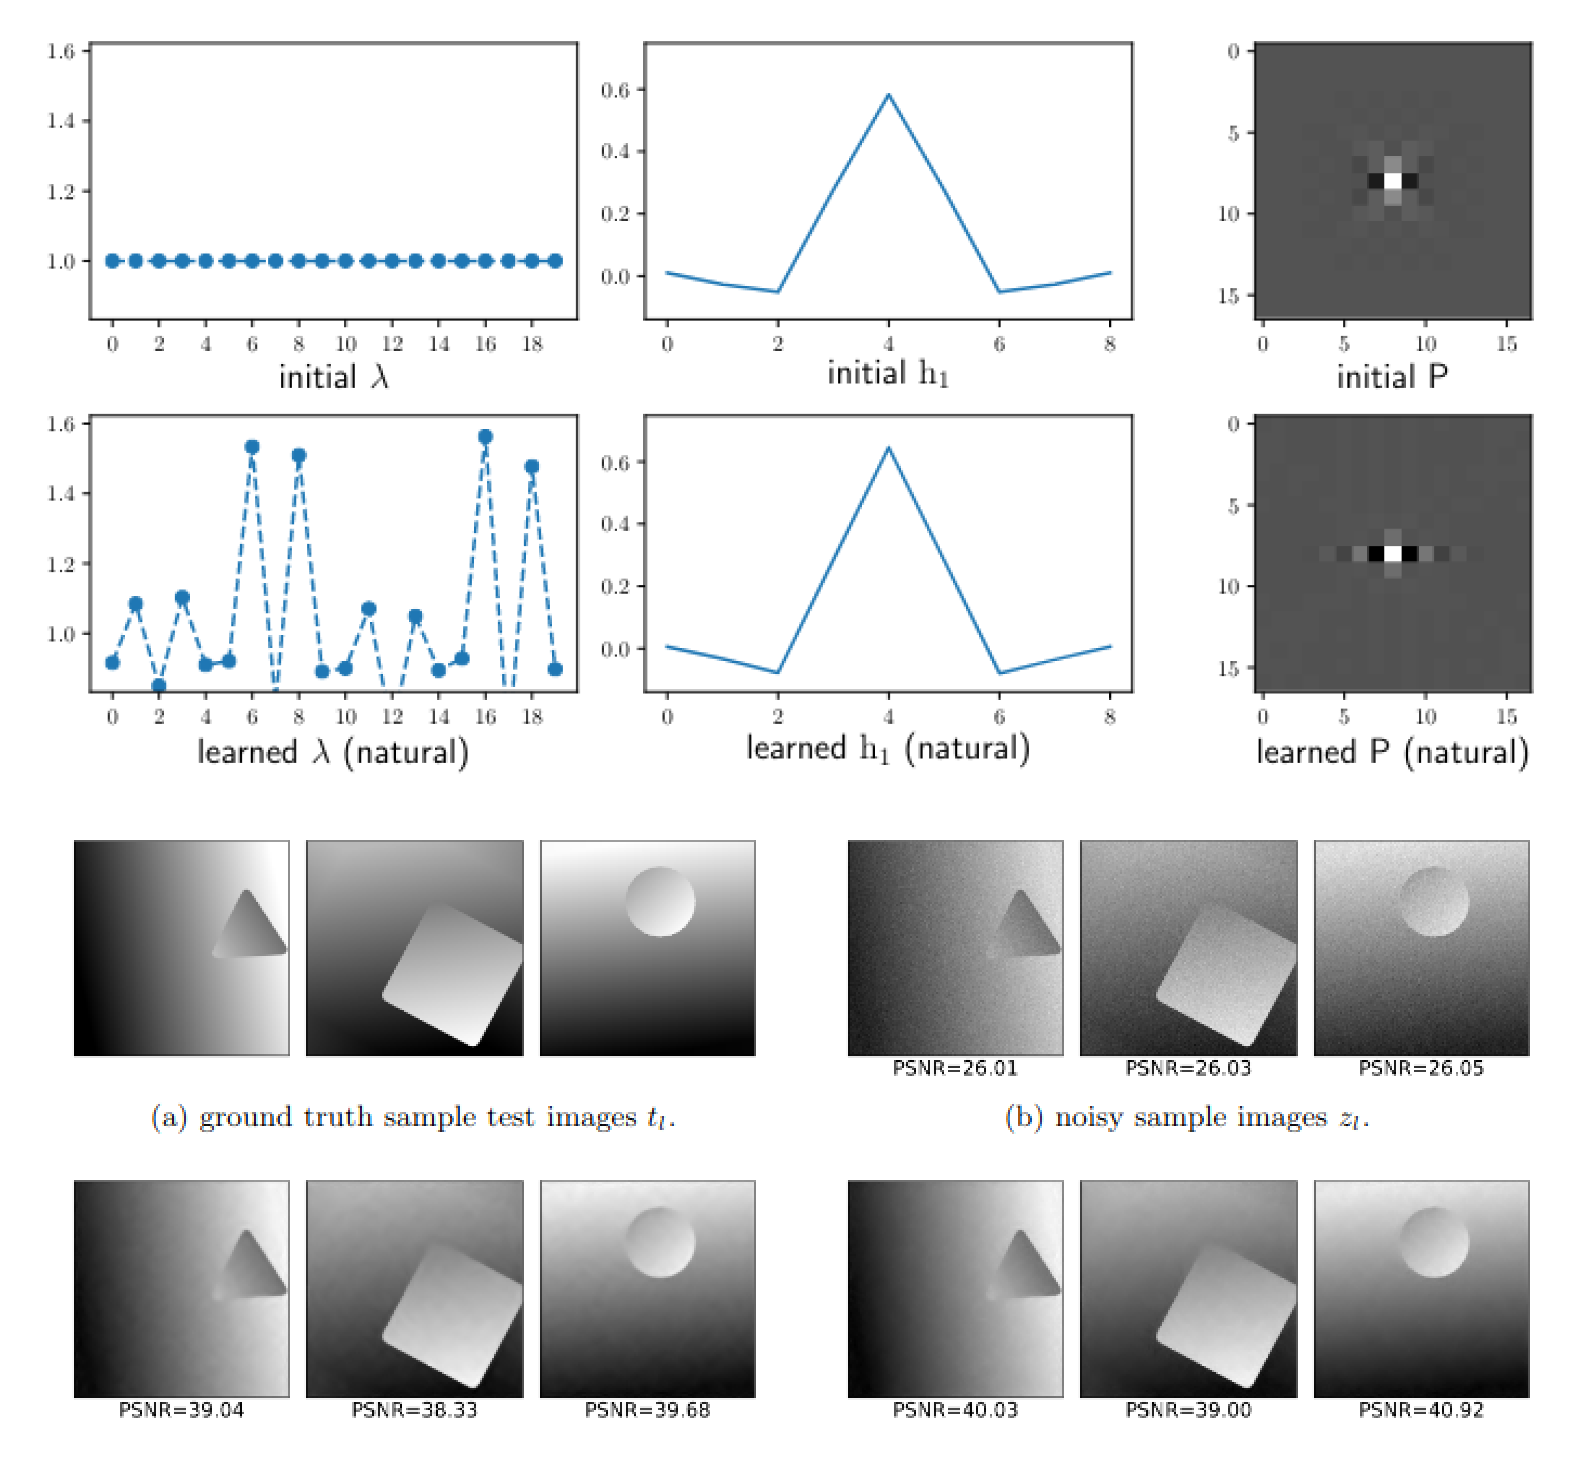 1.6
1.4
1.2
1.0
0 2 4 6 8 10 12 14 16 18
initial λ
0.6
0.4
0.2
0.0
0 2 4 6 8
initial h₁
0
5
10
15
0 5 10 15
initial P
1.6
1.4
1.2
1.0
0 2 4 6 8 10 12 14 16 18
learned λ (natural)
0.6
0.4
0.2
0.0
0 2 4 6 8
learned h₁ (natural)
0
5
10
15
0 5 10 15
learned P (natural)
PSNR=26.01 PSNR=26.03 PSNR=26.05
(a) ground truth sample test images tₗ.
(b) noisy sample images zₗ.
PSNR=39.04 PSNR=38.33 PSNR=39.68
PSNR=40.03 PSNR=39.00 PSNR=40.92